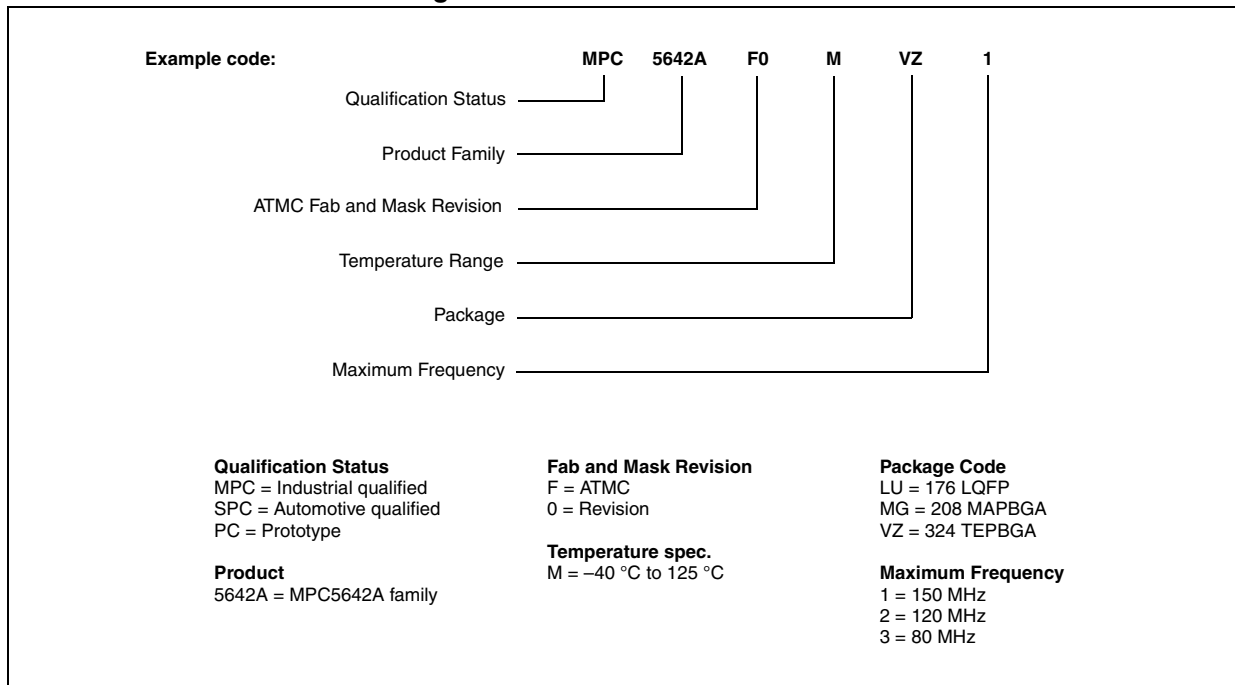 Example code: MPC 5642A F0 M VZ 1
Qualification Status
Product Family
ATMC Fab and Mask Revision
Temperature Range
Package
Maximum Frequency
Qualification Status
MPC = Industrial qualified
SPC = Automotive qualified
PC = Prototype
Product
5642A = MPC5642A family
Fab and Mask Revision
F = ATMC
0 = Revision
Temperature spec.
M = –40 °C to 125 °C
Package Code
LU = 176 LQFP
MG = 208 MAPBGA
VZ = 324 TEPBGA
Maximum Frequency
1 = 150 MHz
2 = 120 MHz
3 = 80 MHz